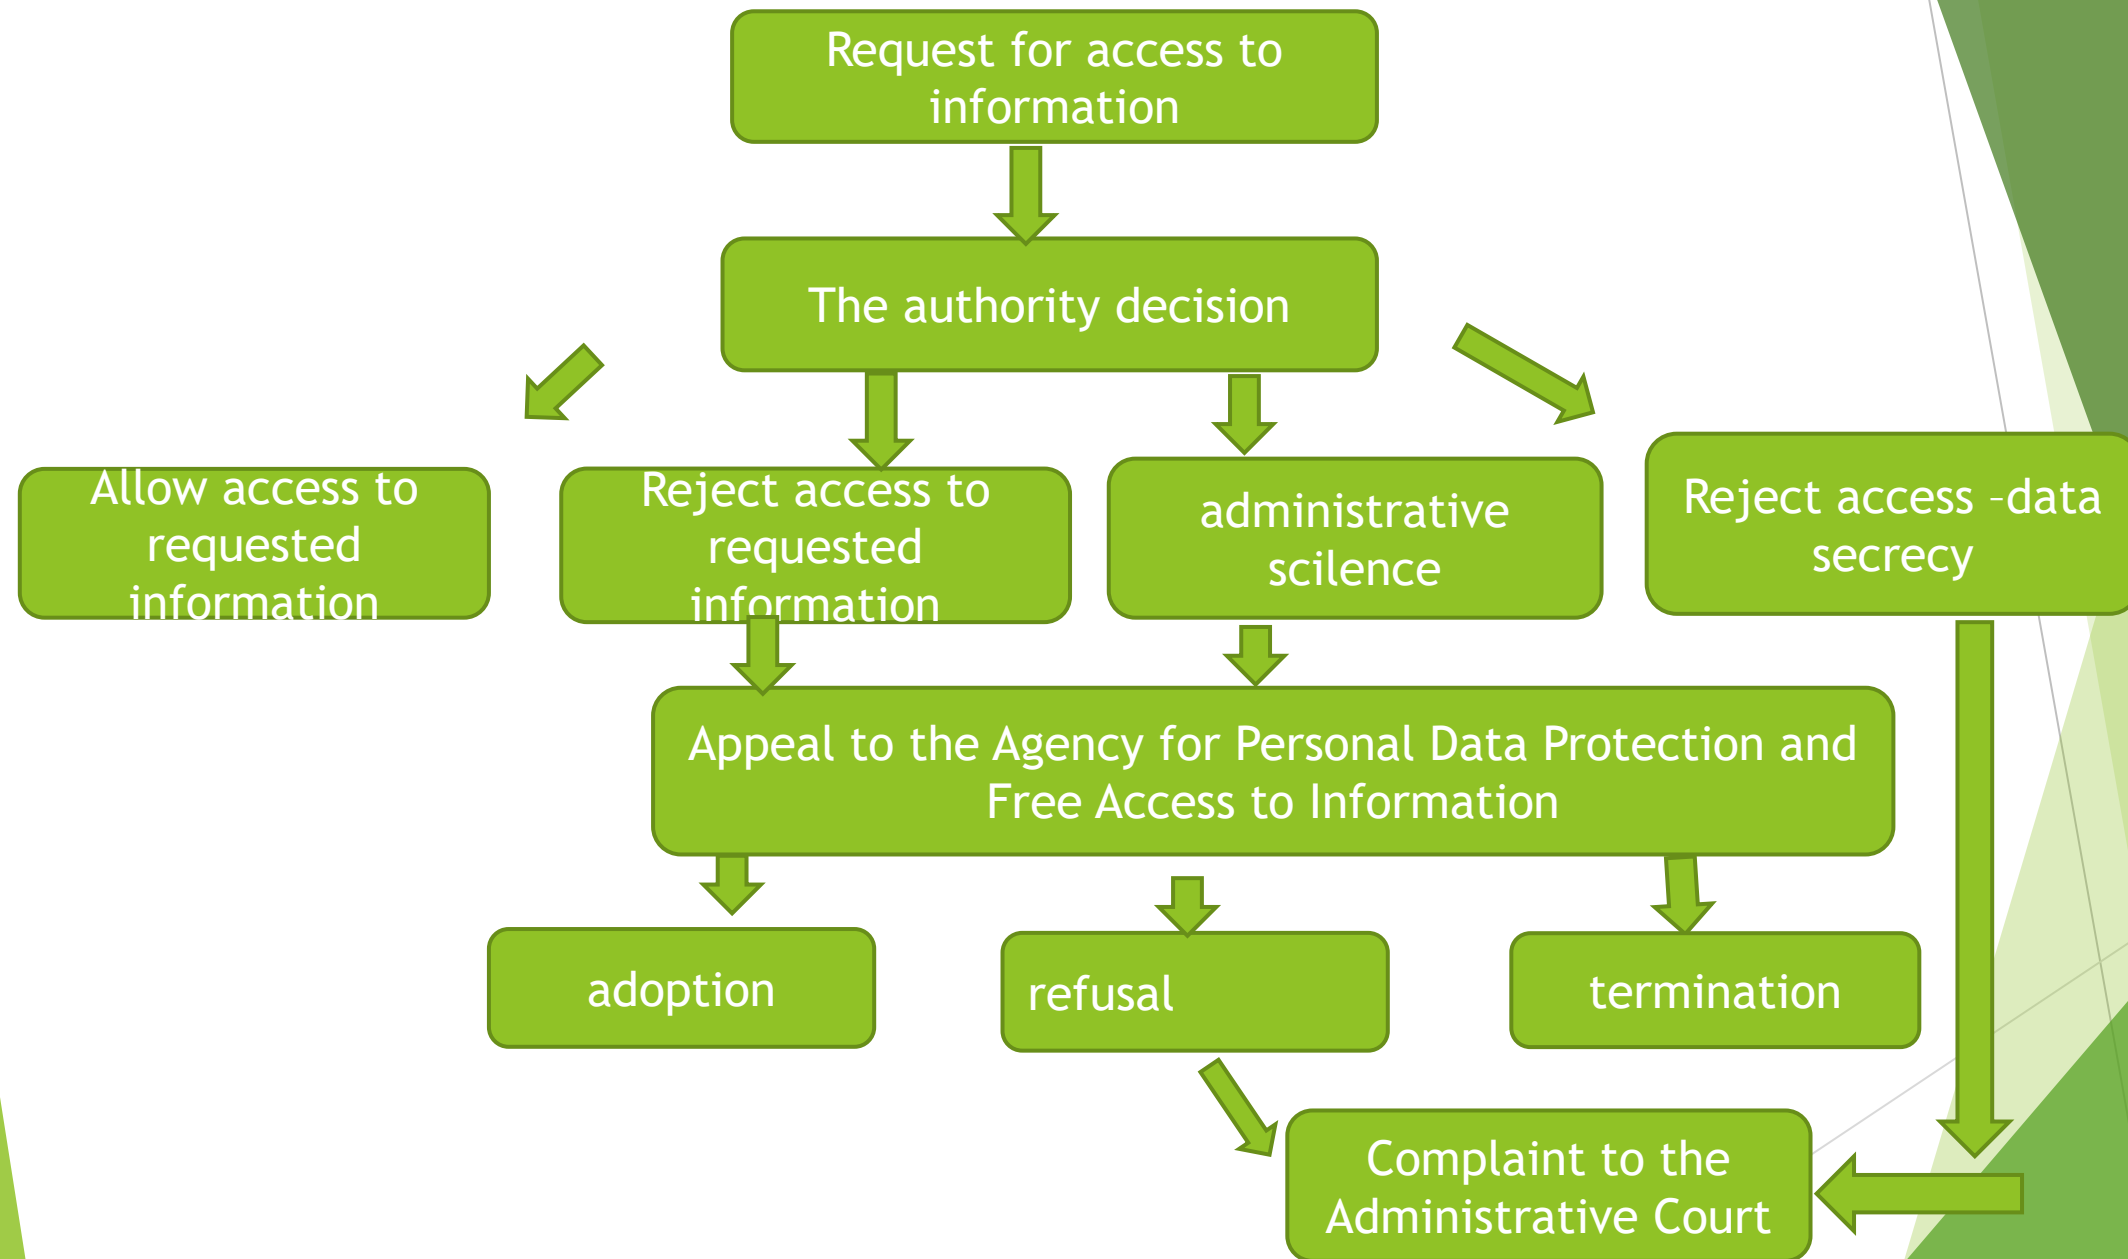 Request for access to
information
The authority decision
Allow access to
requested
information
Reject access to
requested
information
administrative
scilence
Reject access –data
secrecy
Appeal to the Agency for Personal Data Protection and
Free Access to Information
adoption
refusal
termination
Complaint to the
Administrative Court